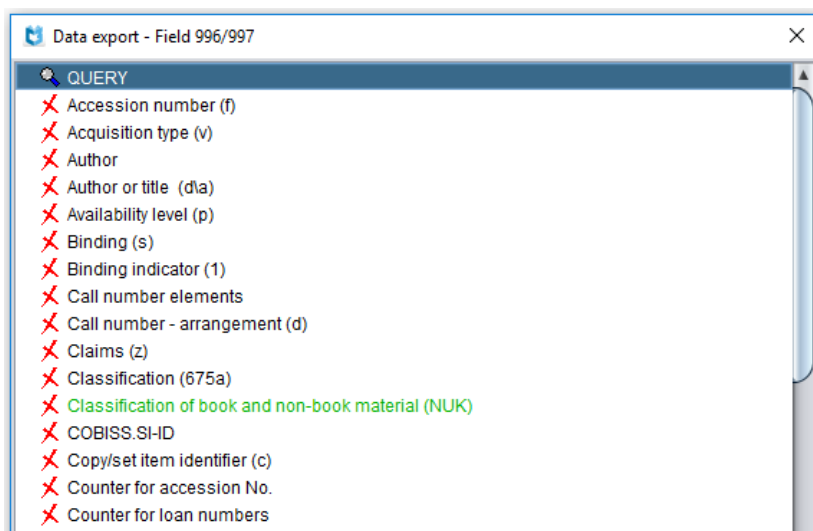 Data export - Field 996/997
QUERY
Accession number (f)
Acquisition type (v)
Author
Author or title (d\a)
Availability level (p)
Binding (s)
Binding indicator (1)
Call number elements
Call number - arrangement (d)
Claims (z)
Classification (675a)
Classification of book and non-book material (NUK)
COBISS.SI-ID
Copy/set item identifier (c)
Counter for accession No.
Counter for loan numbers